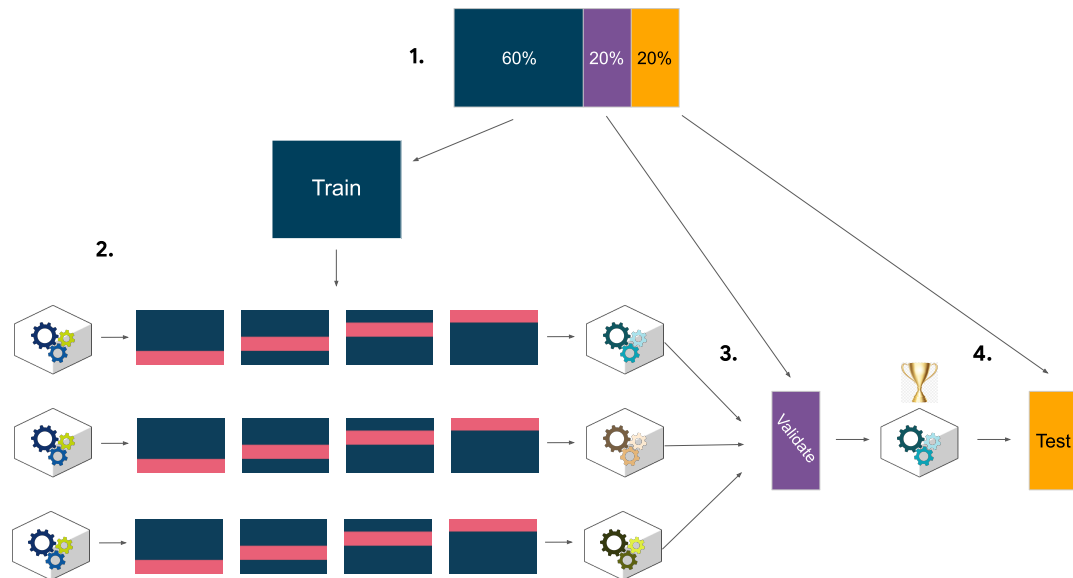 1.
60%
20%
20%
Train
2.
3.
4.
Validate
Test